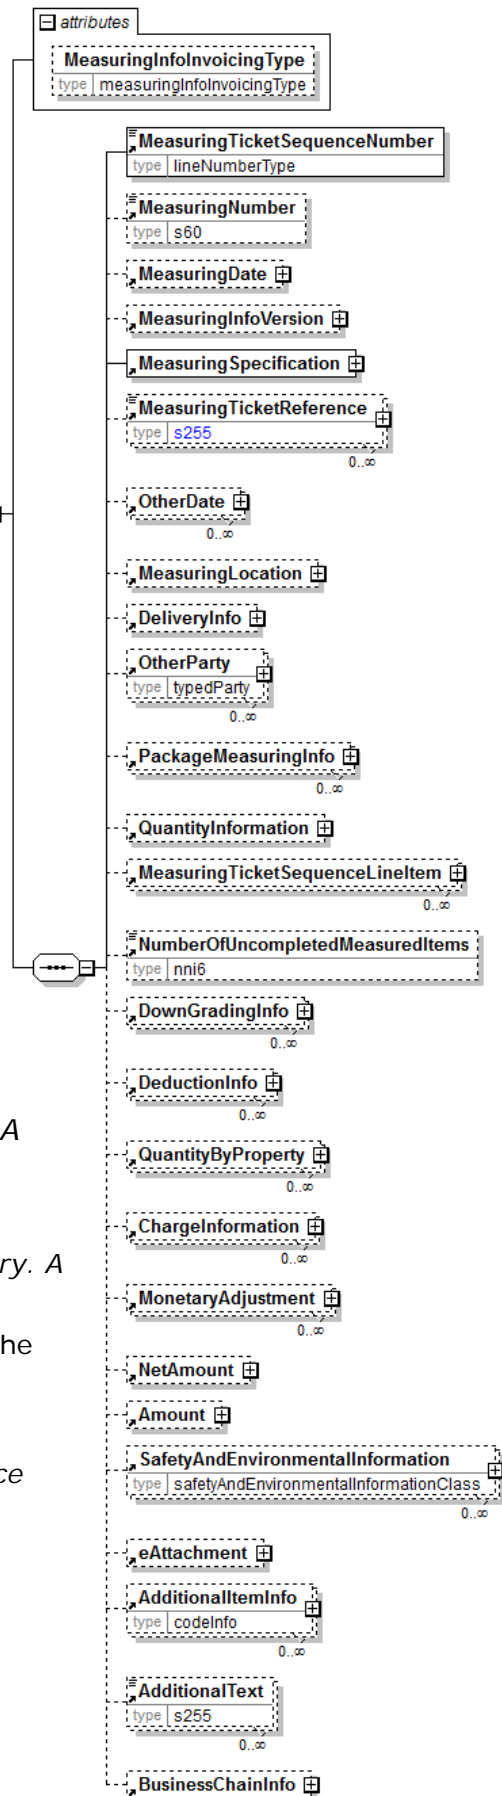 attributes
MeasuringInfoInvoicingType
type measuringInfoInvoicingType
MeasuringTicketSequenceNumber
type lineNumberType
MeasuringNumber
type s60
MeasuringDate
MeasuringInfoVersion
MeasuringSpecification
MeasuringTicketReference
type s255
0..∞
OtherDate
0..∞
MeasuringLocation
DeliveryInfo
OtherParty
type typedParty
0..∞
PackageMeasuringInfo
0..∞
QuantityInformation
MeasuringTicketSequenceLineItem
0..∞
NumberOfUncompletedMeasuredItems
type nni6
DownGradingInfo
0..∞
DeductionInfo
0..∞
A
QuantityByProperty
0..∞
ChargeInformation
0..∞
ry. A
MonetaryAdjustment
0..∞
he
NetAmount
Amount
SafetyAndEnvironmentalInformation
ce
type safetyAndEnvironmentalInformationClass
0..∞
eAttachment
AdditionalItemInfo
type codeInfo
0..∞
AdditionalText
type s255
0..∞
BusinessChainInfo